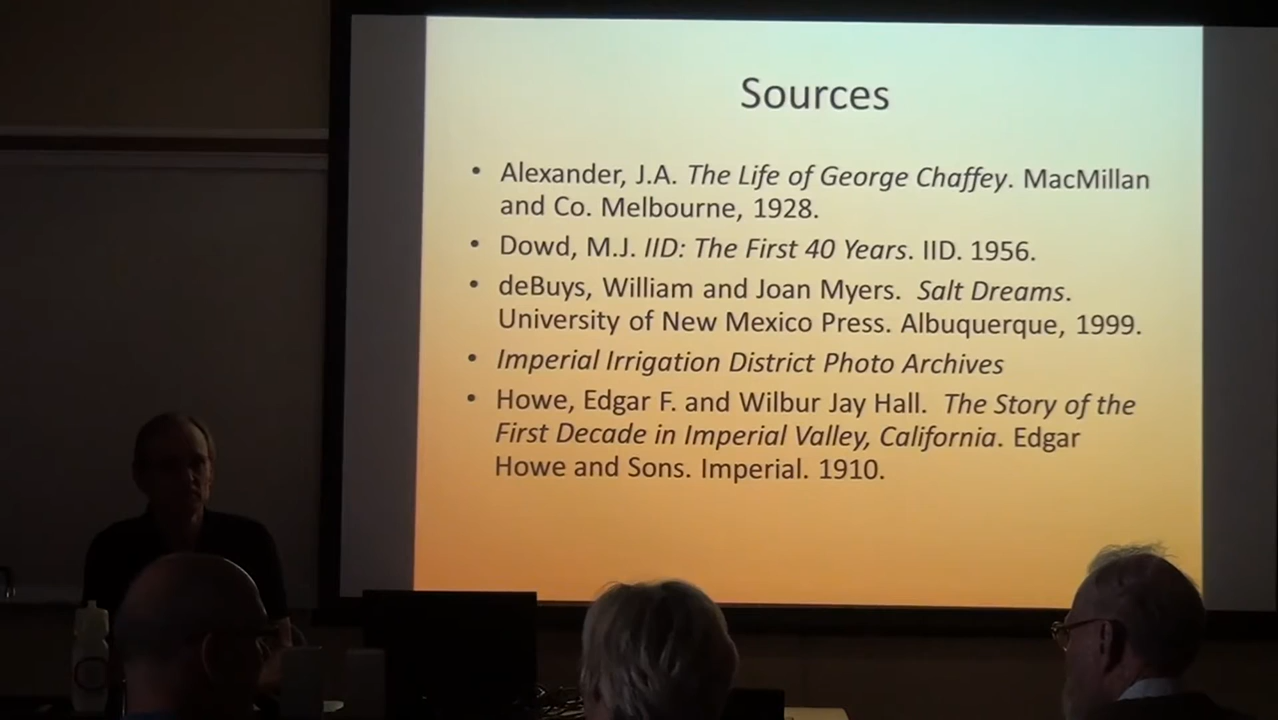 Sources
• Alexander, J.A. The Life of George Chaffey. MacMillan
and Co. Melbourne, 1928.
• Dowd, M.J. IID: The First 40 Years. IID. 1956.
• deBuys, William and Joan Myers. Salt Dreams.
University of New Mexico Press. Albuquerque, 1999.
• Imperial Irrigation District Photo Archives
• Howe, Edgar F. and Wilbur Jay Hall. The Story of the
First Decade in Imperial Valley, California. Edgar
Howe and Sons. Imperial. 1910.